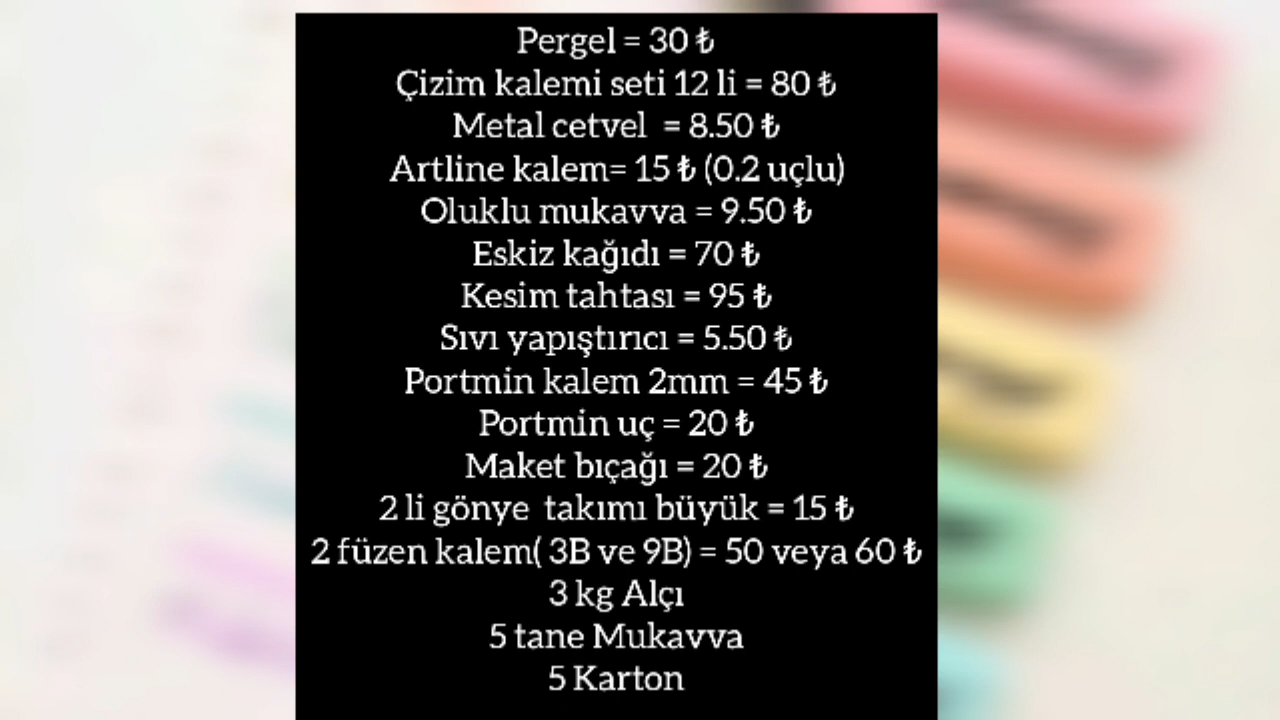 Pergel = 30 ₺
Çizim kalemi seti 12 li = 80 ₺
Metal cetvel  = 8.50 ₺
Artline kalem= 15 ₺ (0.2 uçlu)
Oluklu mukavva = 9.50 ₺
Eskiz kağıdı = 70 ₺
Kesim tahtası = 95 ₺
Sıvı yapıştırıcı = 5.50 ₺
Portmin kalem 2mm = 45 ₺
Portmin uç = 20 ₺
Maket bıçağı = 20 ₺
2 li gönye  takımı büyük = 15 ₺
2 füzen kalem( 3B ve 9B) = 50 veya 60 ₺
3 kg Alçı
5 tane Mukavva
5 Karton